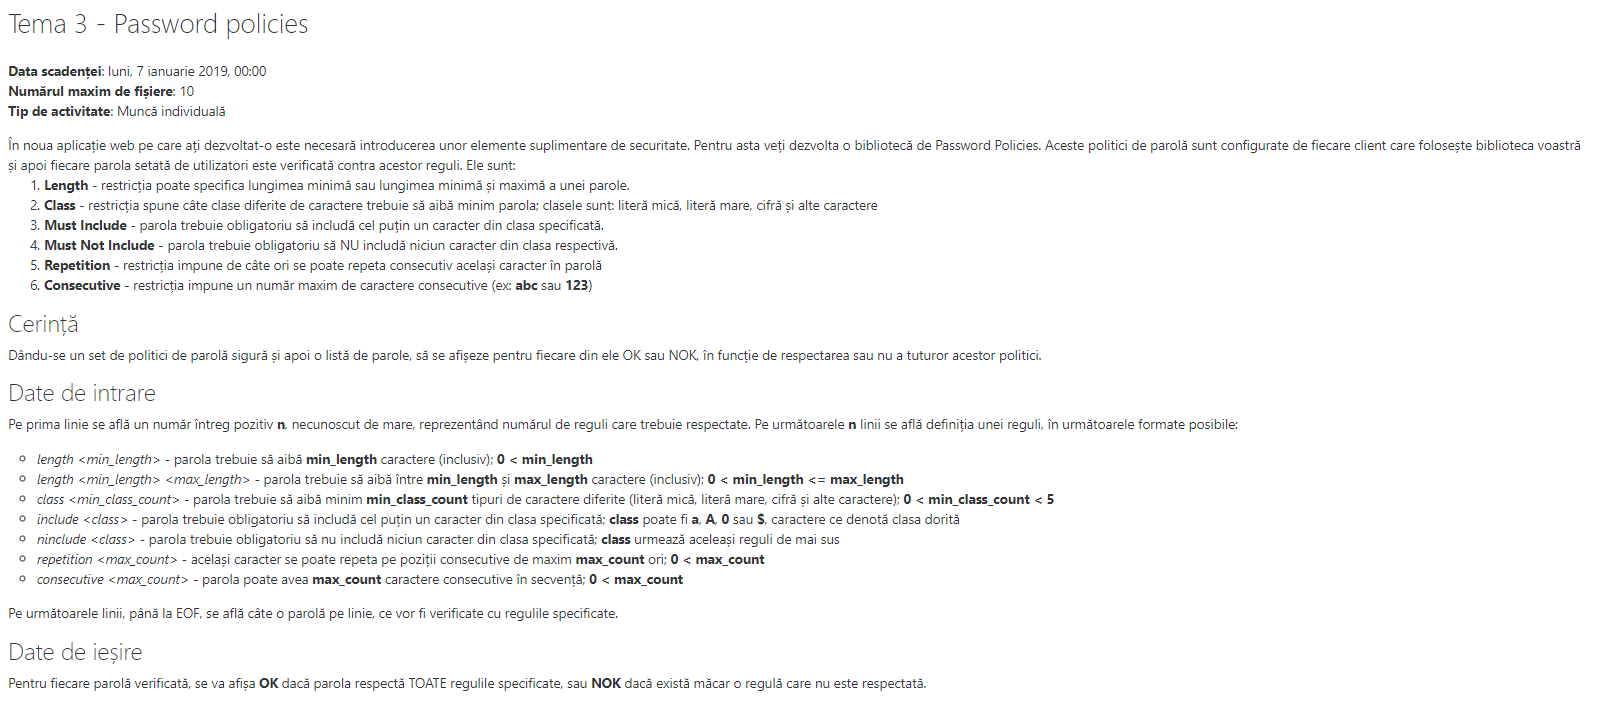 Tema 3 - Password policies
Data scadenței: luni, 7 ianuarie 2019, 00:00
Numărul maxim de fișiere: 10
Tip de activitate: Muncă individuală
În noua aplicație web pe care ați dezvoltat-o este necesară introducerea unor elemente suplimentare de securitate. Pentru asta veți dezvolta o bibliotecă de Password Policies. Aceste politici de parolă sunt configurate de fiecare client care folosește biblioteca voastră
și apoi fiecare parola setată de utilizatori este verificată contra acestor reguli. Ele sunt:
1. Length - restricția poate specifica lungimea minimă sau lungimea minimă și maximă a unei parole.
2. Class - restricția spune câte clase diferite de caractere trebuie să aibă minim parola; clasele sunt: literă mică, literă mare, cifră și alte caractere
3. Must Include - parola trebuie obligatoriu să includă cel puțin un caracter din clasa specificată.
4. Must Not Include - parola trebuie obligatoriu să NU includă niciun caracter din clasa respectivă.
5. Repetition - restricția impune de câte ori se poate repeta consecutiv același caracter în parolă
6. Consecutive - restricția impune un număr maxim de caractere consecutive (ex: abc sau 123)
Cerință
Dându-se un set de politici de parolă sigură și apoi o listă de parole, să se afișeze pentru fiecare din ele OK sau NOK, în funcție de respectarea sau nu a tuturor acestor politici.
Date de intrare
Pe prima linie se află un număr întreg pozitiv n, necunoscut de mare, reprezentând numărul de reguli care trebuie respectate. Pe următoarele n linii se află definiția unei reguli, în următoarele formate posibile:
○ length <min_length> - parola trebuie să aibă min_length caractere (inclusiv); 0 < min_length
○ length <min_length> <max_length> - parola trebuie să aibă între min_length și max_length caractere (inclusiv); 0 < min_length <= max_length
○ class <min_class_count> - parola trebuie să aibă minim min_class_count tipuri de caractere diferite (literă mică, literă mare, cifră și alte caractere); 0 < min_class_count < 5
○ include <class> - parola trebuie obligatoriu să includă cel puțin un caracter din clasa specificată; class poate fi a, A, 0 sau $, caractere ce denotă clasa dorită
○ ninclude <class> - parola trebuie obligatoriu să nu includă niciun caracter din clasa specificată; class urmează aceleași reguli de mai sus
○ repetition <max_count> - același caracter se poate repeta pe poziții consecutive de maxim max_count ori; 0 < max_count
○ consecutive <max_count> - parola poate avea max_count caractere consecutive în secvență; 0 < max_count
Pe următoarele linii, până la EOF, se află câte o parolă pe linie, ce vor fi verificate cu regulile specificate.
Date de ieșire
Pentru fiecare parolă verificată, se va afișa OK dacă parola respectă TOATE regulile specificate, sau NOK dacă există măcar o regulă care nu este respectată.